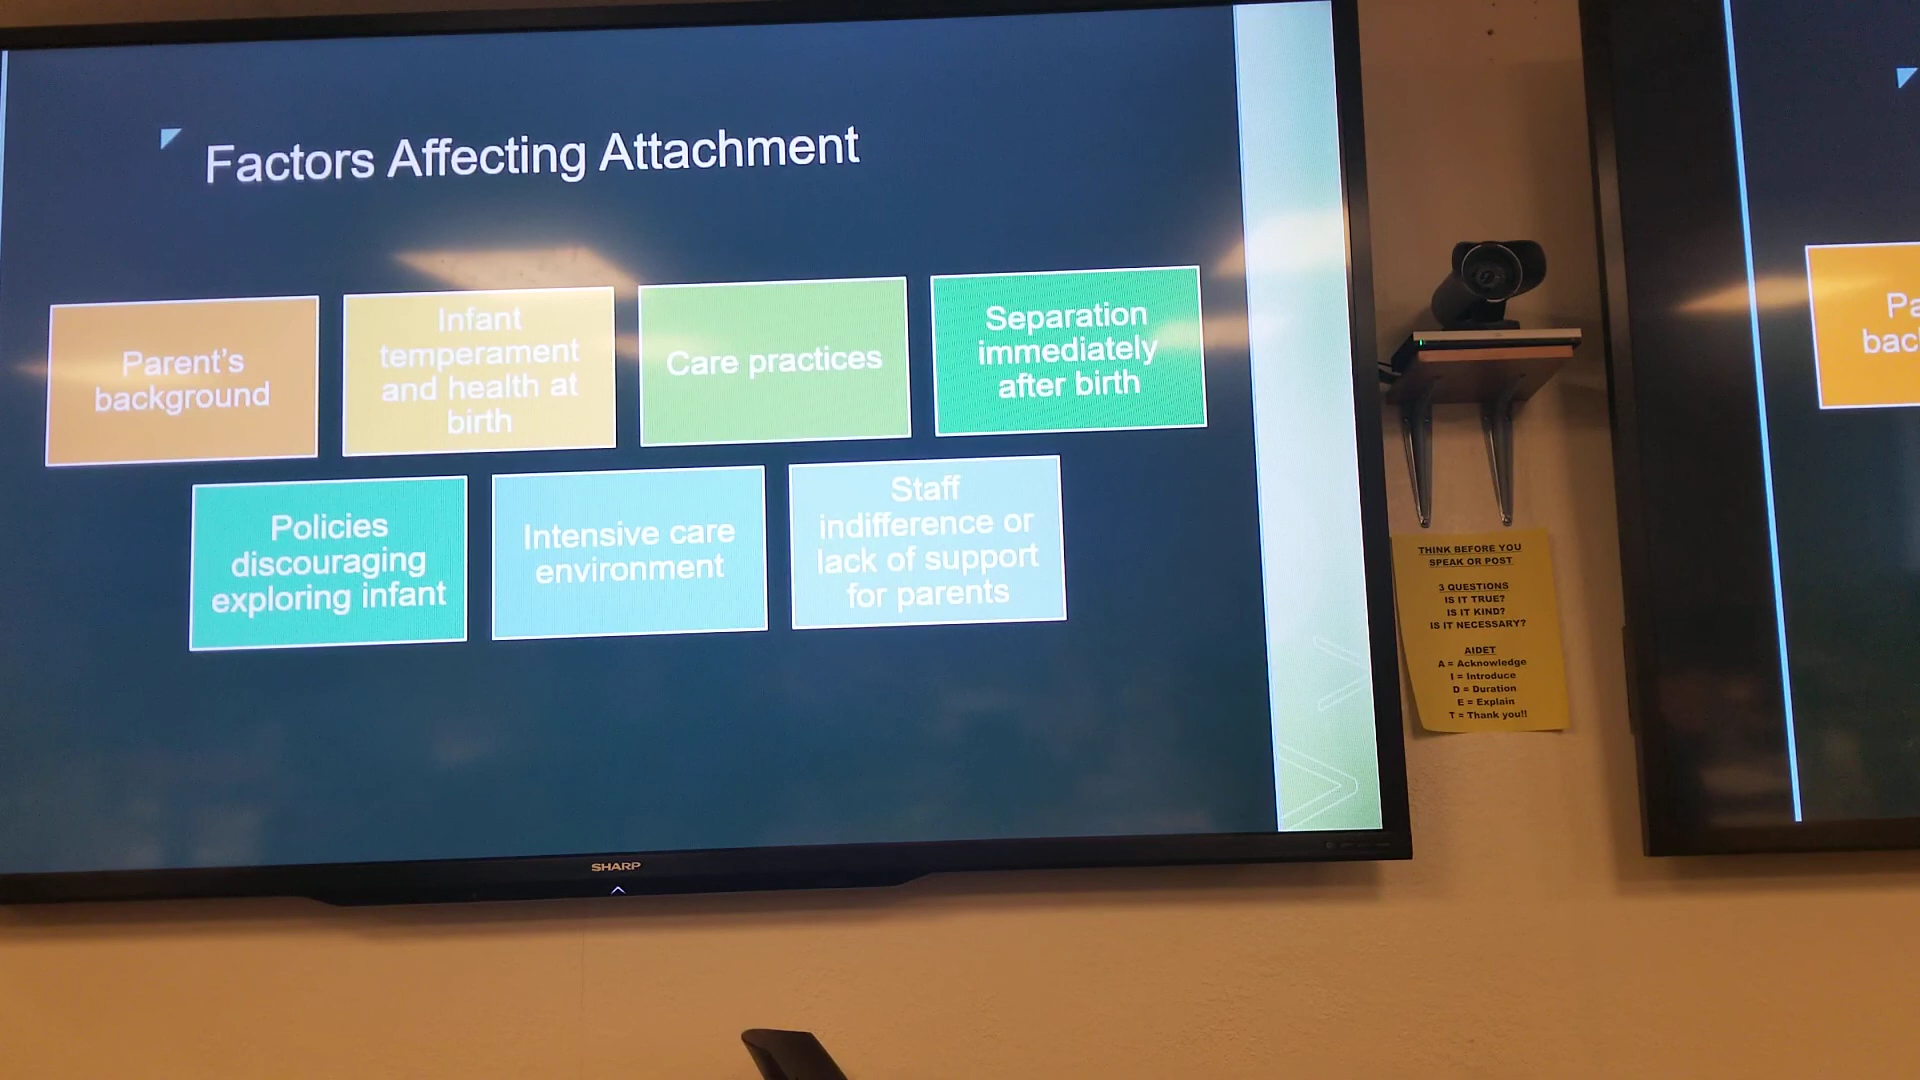 Factors Affecting Attachment
Parent's
background
Infant
temperament
and health at
birth
Care practices
Separation
immediately
after birth
Policies
discouraging
exploring infant
Intensive care
environment
Staff
indifference or
lack of support
for parents
SHARP
THINK BEFORE YOU
SPEAK OR POST
3 QUESTIONS
IS IT TRUE?
IS IT KIND?
IS IT NECESSARY?
AIDET
A = Acknowledge
I = Introduce
D = Duration
E = Explain
T = Thank you!!
Pa
bac